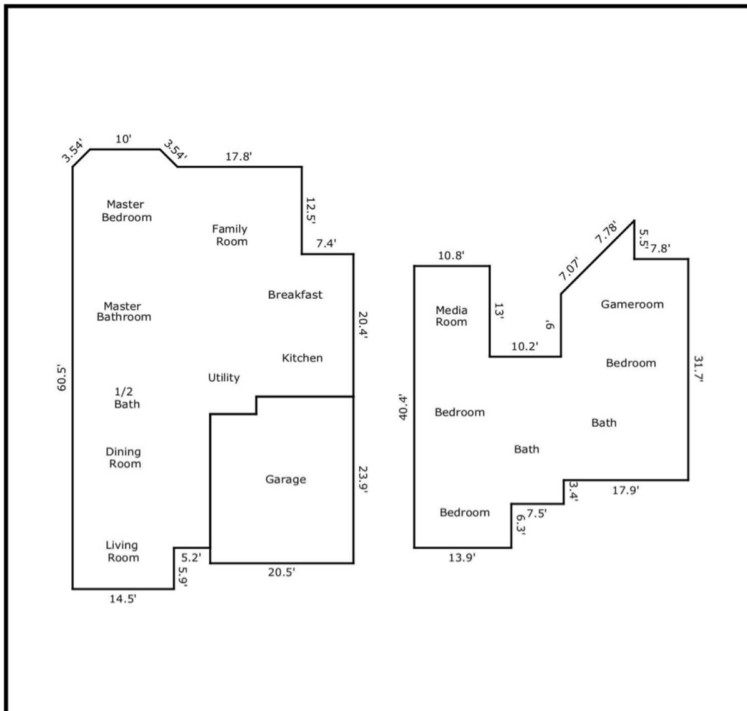 10'
3.54'
3.54'
17.8'
Master
Bedroom
Family
Room
12.5'
7.4'
Master
Bathroom
Breakfast
20.4'
60.5'
Kitchen
Utility
1/2
Bath
Dining
Room
Garage
23.9'
Living
Room
5.2'
5.9'
20.5'
14.5'
10.8'
7.78'
5.5'
7.8'
7.07'
Media
Room
13'
9'
Gameroom
10.2'
Bedroom
31.7'
40.4'
Bedroom
Bath
Bath
Bedroom
3.4'
17.9'
7.5'
6.3'
13.9'